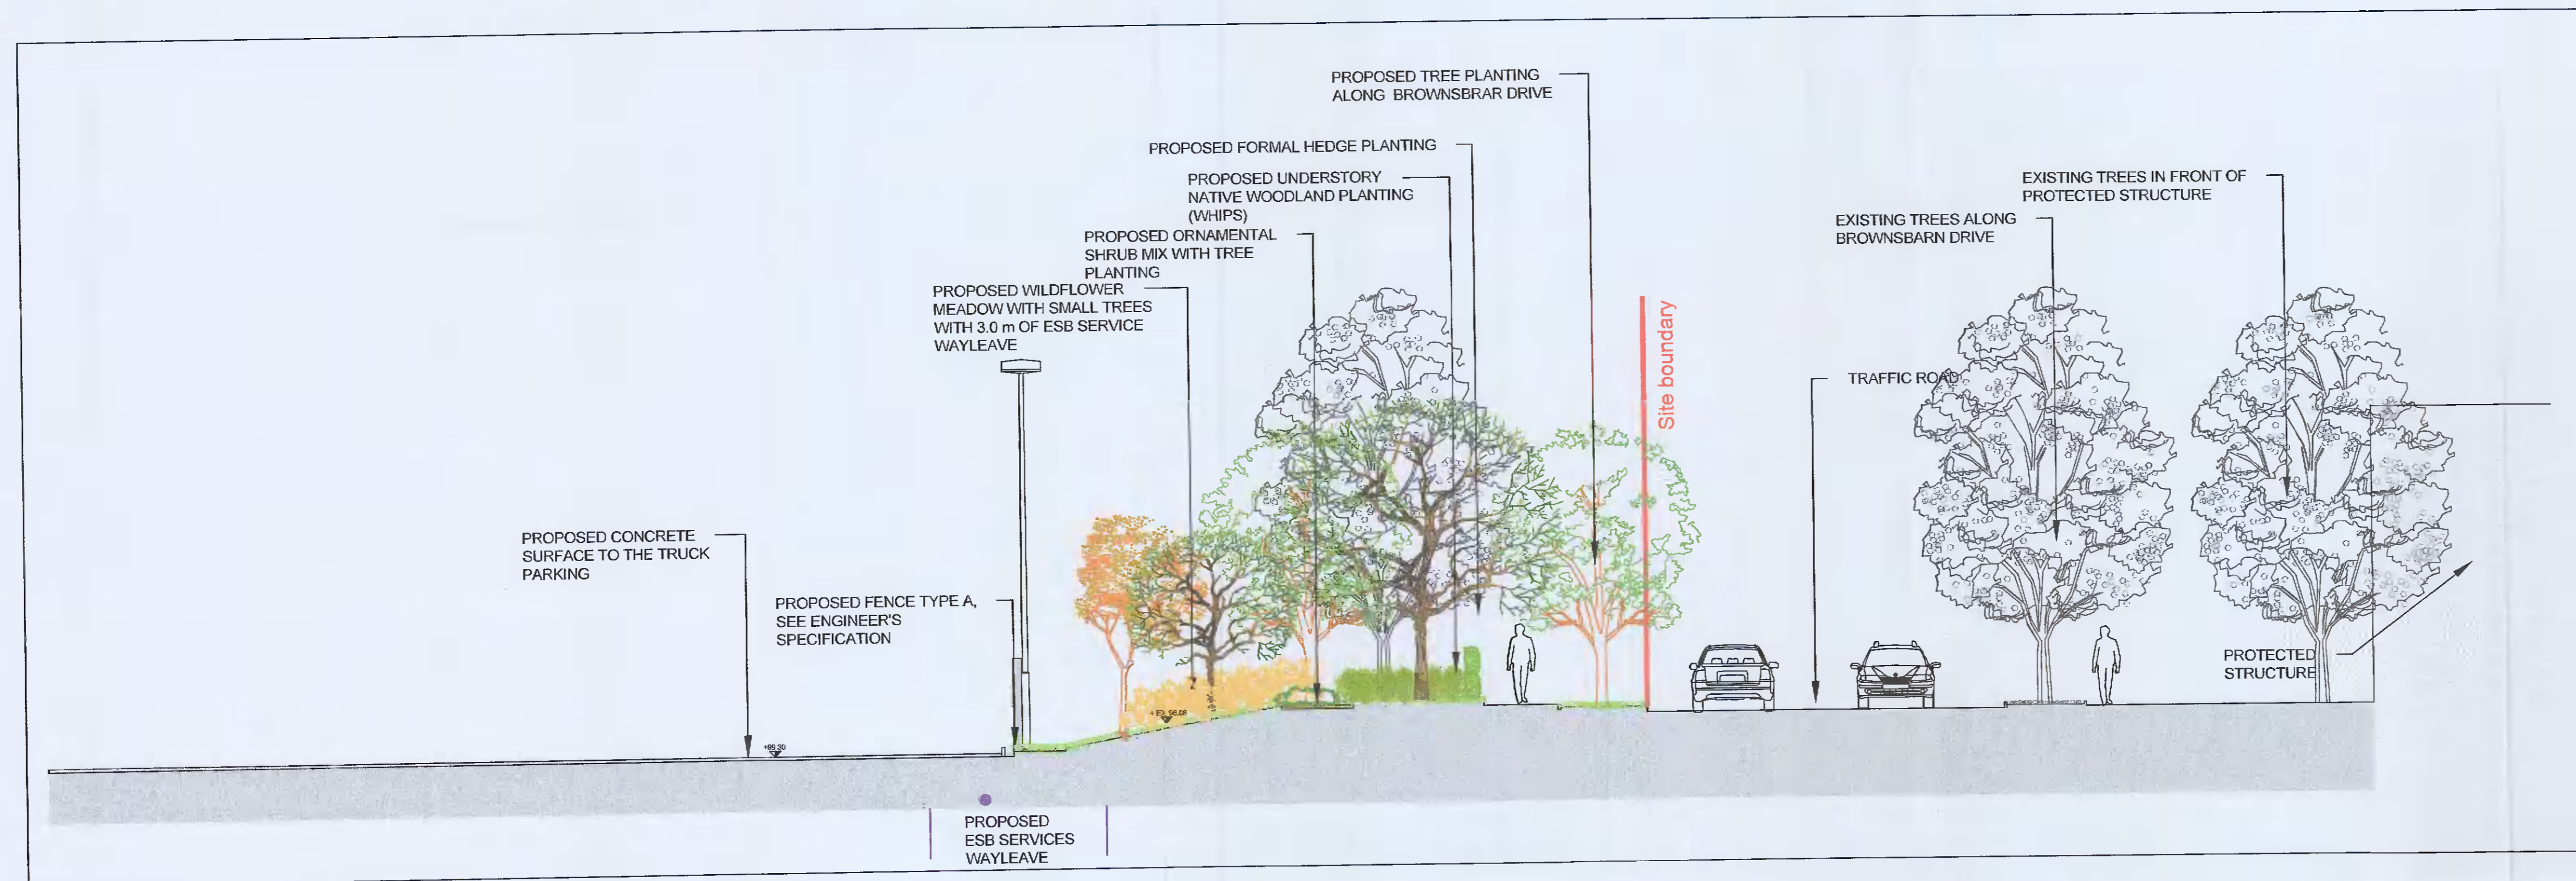 PROPOSED TREE PLANTING
ALONG BROWNSBRAR DRIVE
PROPOSED FORMAL HEDGE PLANTING
PROPOSED UNDERSTORY
NATIVE WOODLAND PLANTING
(WHIPS)
PROPOSED ORNAMENTAL
SHRUB MIX WITH TREE
PLANTING
PROPOSED WILDFLOWER
MEADOW WITH SMALL TREES
WITH 3.0 m OF ESB SERVICE
WAYLEAVE
EXISTING TREES IN FRONT OF
PROTECTED STRUCTURE
EXISTING TREES ALONG
BROWNSBARN DRIVE
Site boundary
TRAFFIC ROAD
PROPOSED CONCRETE
SURFACE TO THE TRUCK
PARKING
PROPOSED FENCE TYPE A,
SEE ENGINEER'S
SPECIFICATION
PROTECTED
STRUCTURE
+99.30
PROPOSED
ESB SERVICES
WAYLEAVE